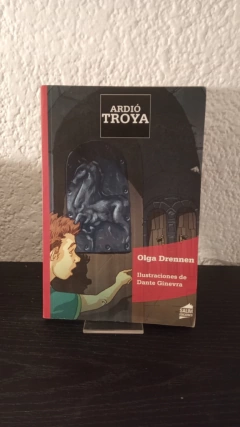 ARDIÓ
TROYA
Olga Drennen
Ilustraciones de
Dante Ginevra